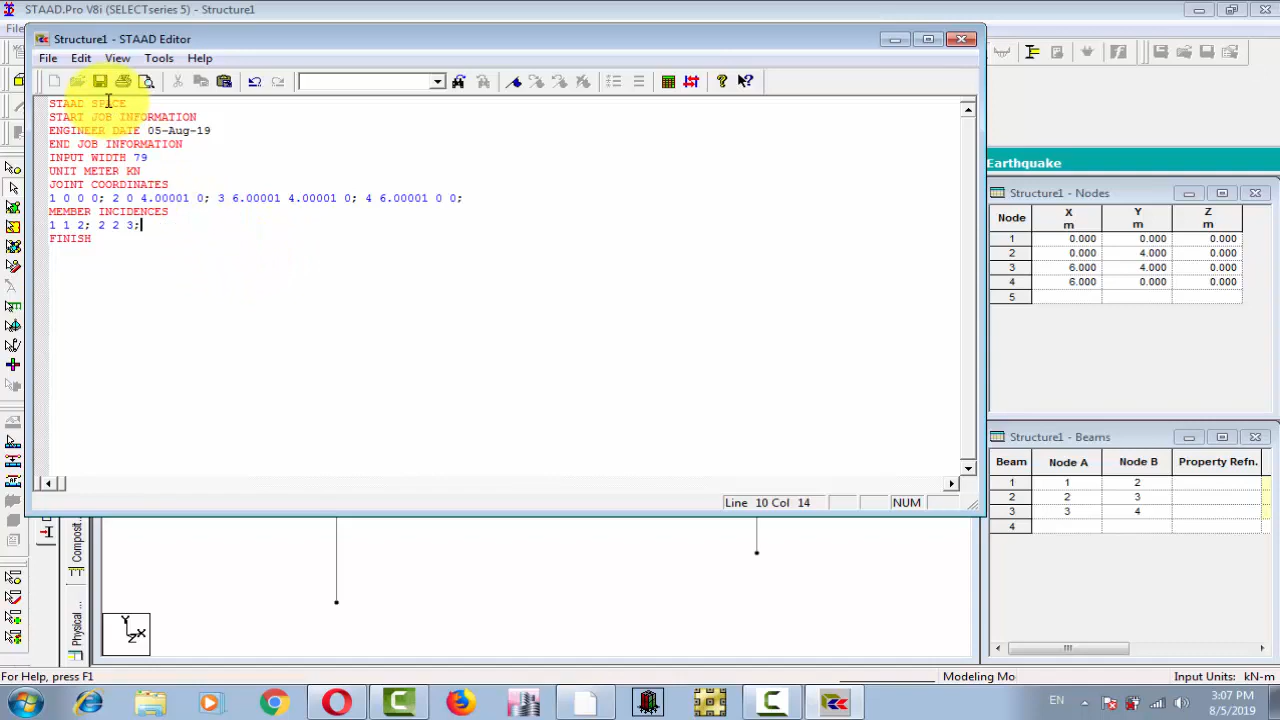 STAAD.Pro V8i (SELECTseries 5) - Structure1
File
Structure1 - STAAD Editor
File Edit View Tools Help
STAAD SPACE
START JOB INFORMATION
ENGINEER DATE 05-Aug-19
END JOB INFORMATION
INPUT WIDTH 79
UNIT METER KN
JOINT COORDINATES
1 0 0 0; 2 0 4.00001 0; 3 6.00001 4.00001 0; 4 6.00001 0 0;
MEMBER INCIDENCES
1 1 2; 2 2 3;
FINISH
Line 10 Col 14 NUM
Earthquake
Structure1 - Nodes
Node X m Y m Z m
1 0.000 0.000 0.000
2 0.000 4.000 0.000
3 6.000 4.000 0.000
4 6.000 0.000 0.000
5
Structure1 - Beams
Beam Node A Node B Property Refn.
1 1 2
2 2 3
3 3 4
4
Composit...
Physical ...
Y
X
Z
For Help, press F1
Modeling Mo
Input Units: kN-m
EN
3:07 PM
8/5/2019